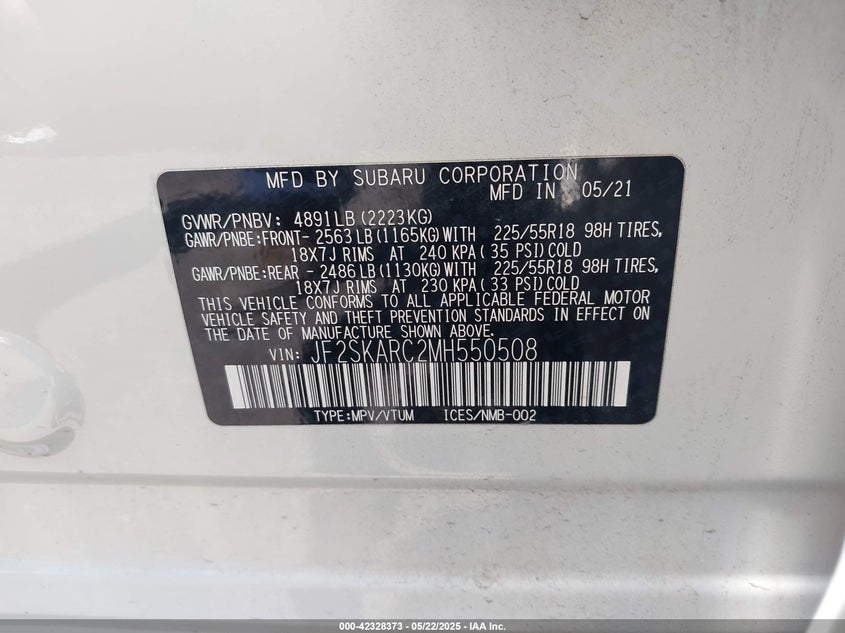 MFD BY SUBARU CORPORATION
MFD IN 05/21
GVWR/PNBV: 4891LB(2223KG)
GAWR/PNBE:FRONT- 2563LB(1165KG)WITH 225/55R18 98H TIRES,
18X7J RIMS AT 240 KPA( 35 PSI)COLD
GAWR/PNBE:REAR - 2486LB(1130KG)WITH 225/55R18 98H TIRES,
18X7J RIMS AT 230 KPA( 33 PSI)COLD
THIS VEHICLE CONFORMS TO ALL APPLICABLE FEDERAL MOTOR
VEHICLE SAFETY AND THEFT PREVENTION STANDARDS IN EFFECT ON
THE DATE OF MANUFACTURE SHOWN ABOVE.
VIN: JF2SKARC2MH550508
TYPE:MPV/VTUM ICES/NMB-002
000-42328373 - 05/22/2025 - IAA Inc.